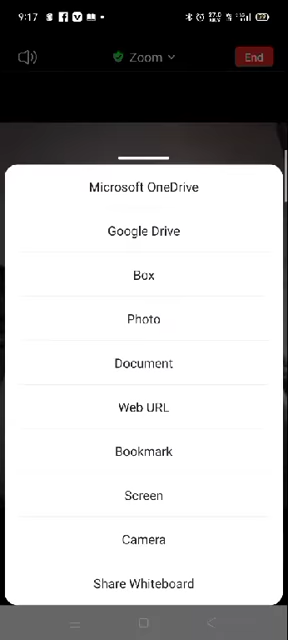 9:17
Zoom
End
Microsoft OneDrive
Google Drive
Box
Photo
Document
Web URL
Bookmark
Screen
Camera
Share Whiteboard